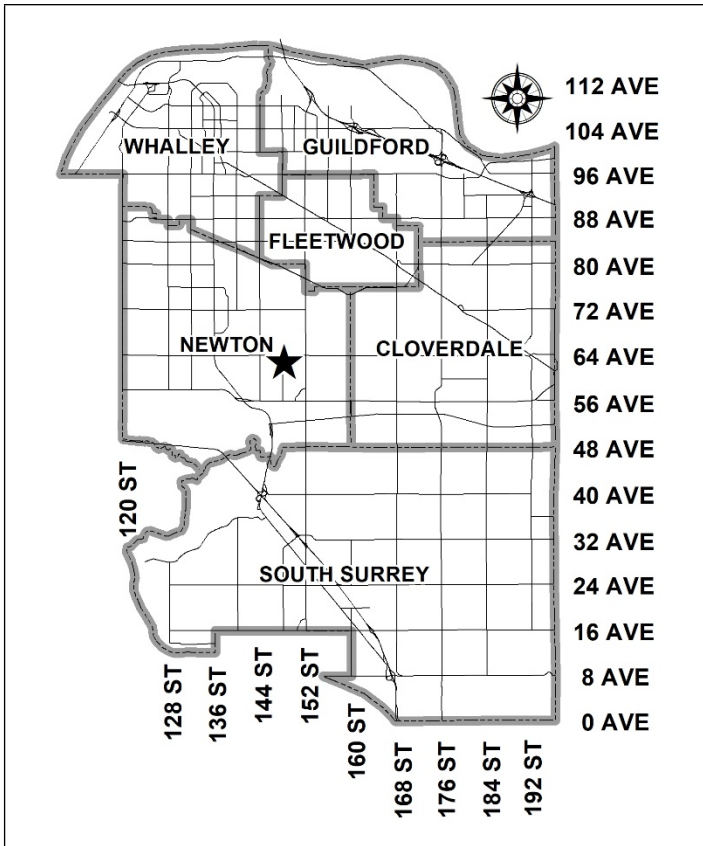 112 AVE
104 AVE
WHALLEY
GUILDFORD
96 AVE
88 AVE
FLEETWOOD
80 AVE
72 AVE
NEWTON
CLOVERDALE
64 AVE
56 AVE
48 AVE
120 ST
40 AVE
32 AVE
SOUTH SURREY
24 AVE
16 AVE
8 AVE
128 ST
136 ST
144 ST
152 ST
160 ST
0 AVE
168 ST
176 ST
184 ST
192 ST